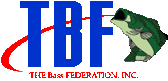 TBF
THE Bass FEDERATION, INC.